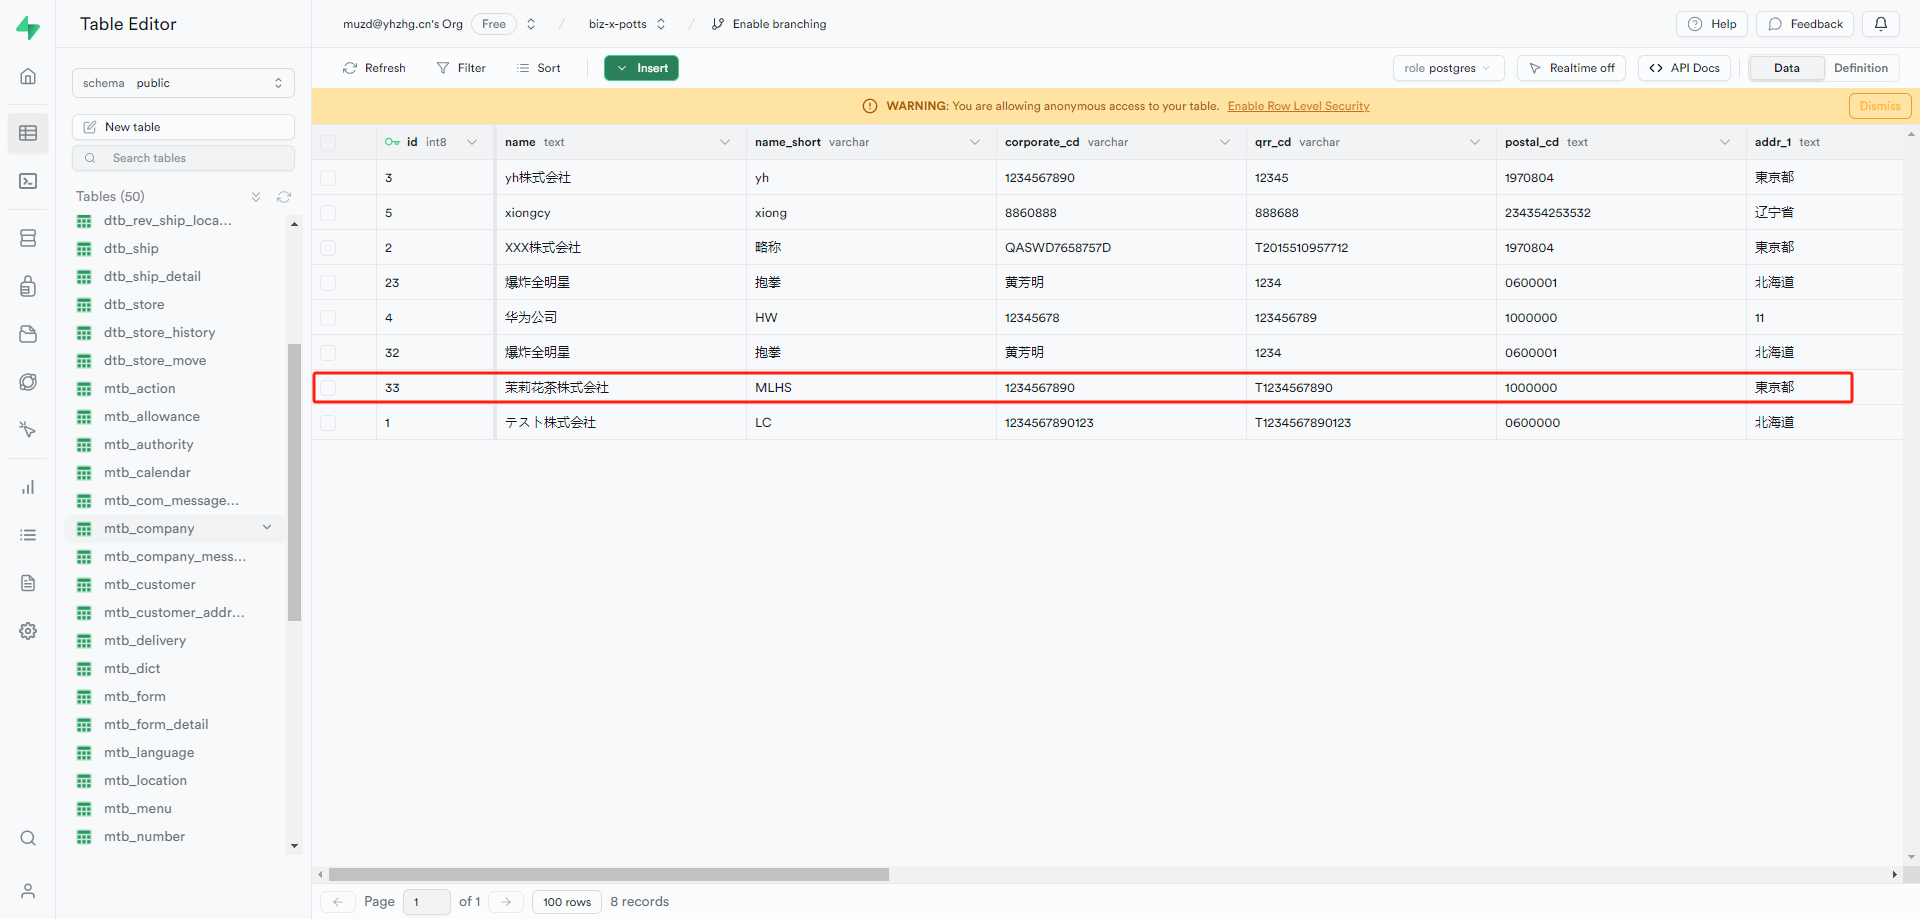 Table Editor
muzd@yhzhg.cn's Org Free / biz-x-potts / Enable branching
Help Feedback
schema public
Refresh Filter Sort Insert
role postgres Realtime off API Docs Data Definition
WARNING: You are allowing anonymous access to your table. Enable Row Level Security
Dismiss
New table
Search tables
Tables (50)
dtb_rev_ship_loca...
dtb_ship
dtb_ship_detail
dtb_store
dtb_store_history
dtb_store_move
mtb_action
mtb_allowance
mtb_authority
mtb_calendar
mtb_com_message...
mtb_company
mtb_company_mess...
mtb_customer
mtb_customer_addr...
mtb_delivery
mtb_dict
mtb_form
mtb_form_detail
mtb_language
mtb_location
mtb_menu
mtb_number
id int8 name text name_short varchar corporate_cd varchar qrr_cd varchar postal_cd text addr_1 text
3 yh株式会社 yh 1234567890 12345 1970804 東京都
5 xiongcy xiong 8860888 888688 234354253532 辽宁省
2 XXX株式会社 略称 QASWD7658757D T2015510957712 1970804 東京都
23 爆炸全明星 抱拳 黄芳明 1234 0600001 北海道
4 华为公司 HW 12345678 123456789 1000000 11
32 爆炸全明星 抱拳 黄芳明 1234 0600001 北海道
33 茉莉花茶株式会社 MLHS 1234567890 T1234567890 1000000 東京都
1 テスト株式会社 LC 1234567890123 T1234567890123 0600000 北海道
Page 1 of 1 100 rows 8 records